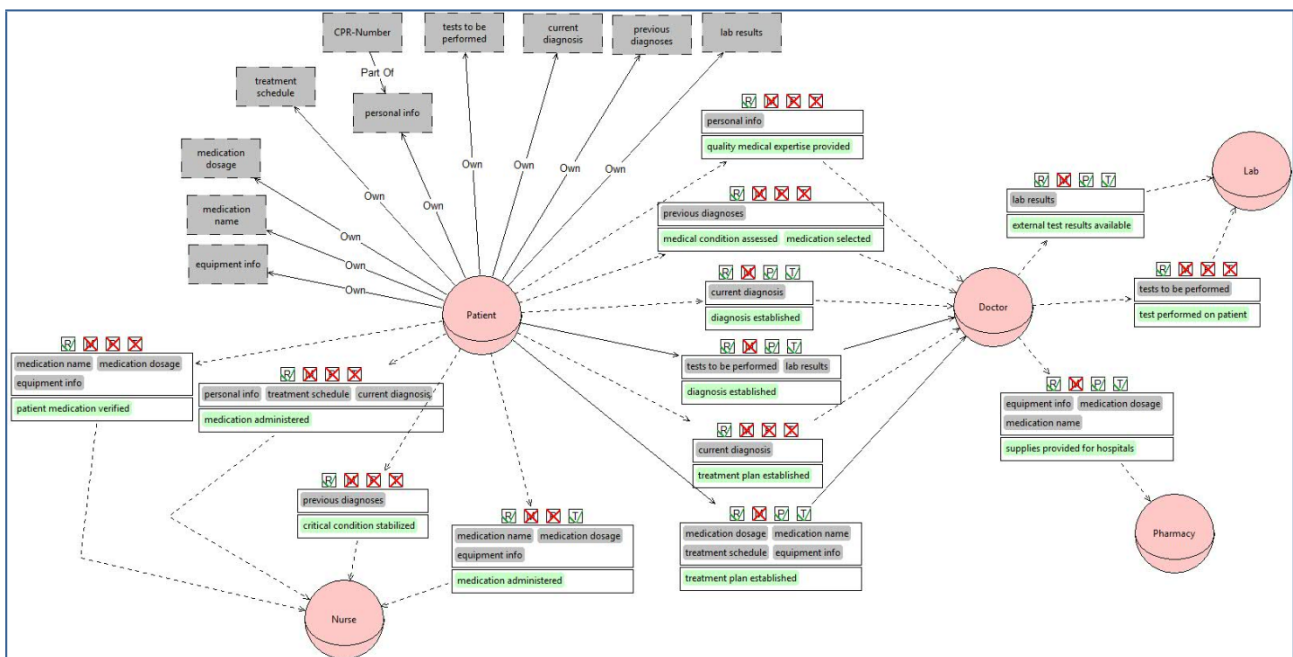 CPR-Number
tests to be
performed
current
diagnosis
previous
diagnoses
lab results
Part Of
treatment
schedule
personal info
medication
dosage
medication
name
equipment info
Own
Own
Own
Own
Own
Own
Own
Own
Own
Own
Patient
R M P T
personal info
quality medical expertise provided
R M P T
previous diagnoses
medical condition assessed medication selected
R M P T
current diagnosis
diagnosis established
R M P T
tests to be performed lab results
diagnosis established
R M P T
current diagnosis
treatment plan established
R M P T
medication dosage medication name
treatment schedule equipment info
treatment plan established
Doctor
R M P T
lab results
external test results available
Lab
R M P T
tests to be performed
test performed on patient
R M P T
equipment info medication dosage
medication name
supplies provided for hospitals
Pharmacy
R M P T
medication name medication dosage
equipment info
patient medication verified
R M P T
personal info treatment schedule current diagnosis
medication administered
R M P T
previous diagnoses
critical condition stabilized
R M P T
medication name medication dosage
equipment info
medication administered
Nurse